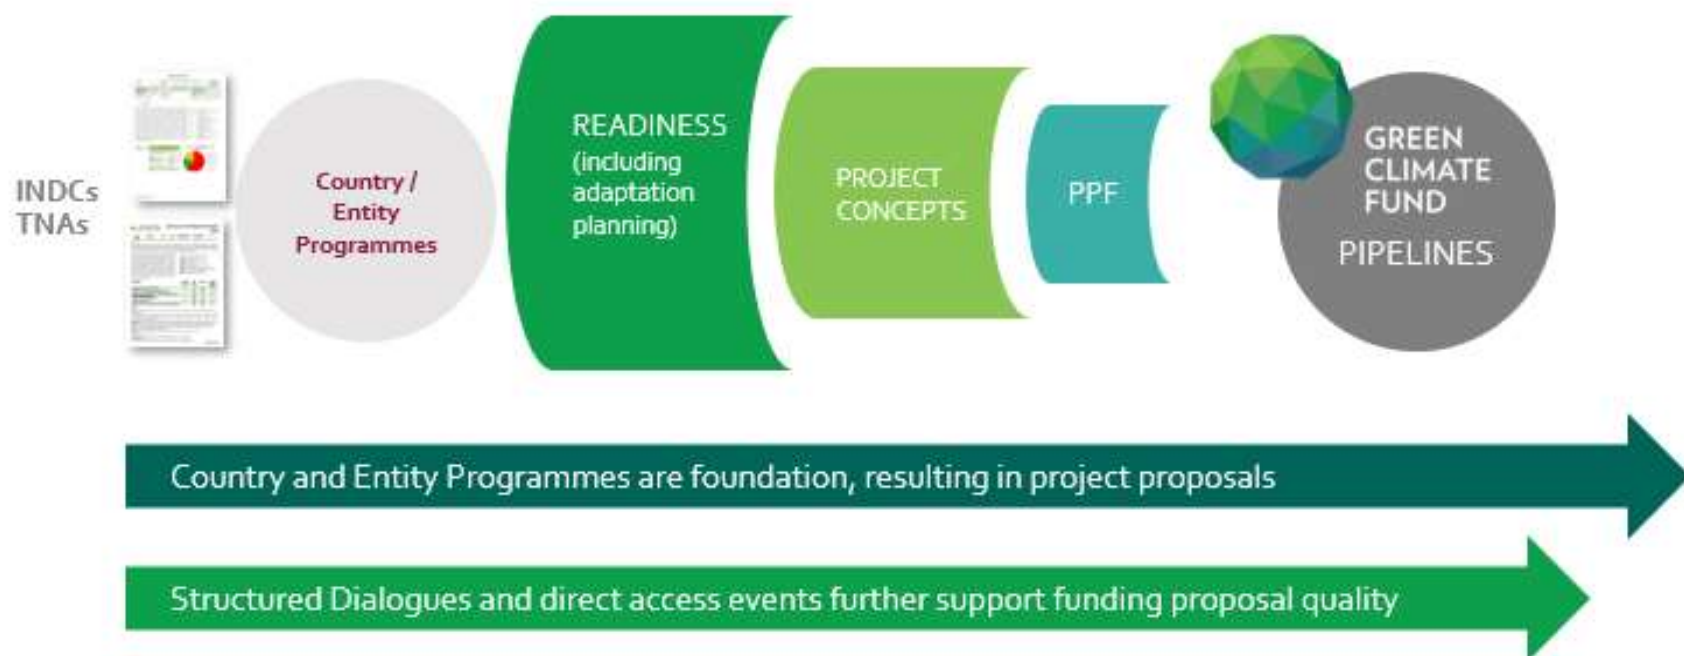 INDCs
TNAs
Country /
Entity
Programmes
READINESS
(including
adaptation
planning)
PROJECT
CONCEPTS
PPF
GREEN
CLIMATE
FUND
PIPELINES
Country and Entity Programmes are foundation, resulting in project proposals
Structured Dialogues and direct access events further support funding proposal quality